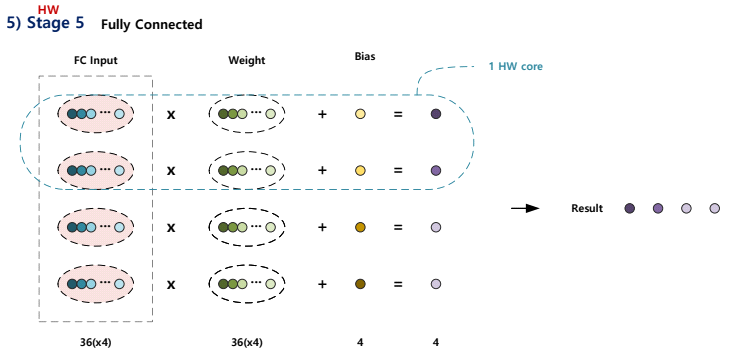 HW
5) Stage 5 Fully Connected
FC Input Weight Bias
1 HW core
··· x ··· + =
··· x ··· + =
Result
··· x ··· + =
··· x ··· + =
36(x4) 36(x4) 4 4